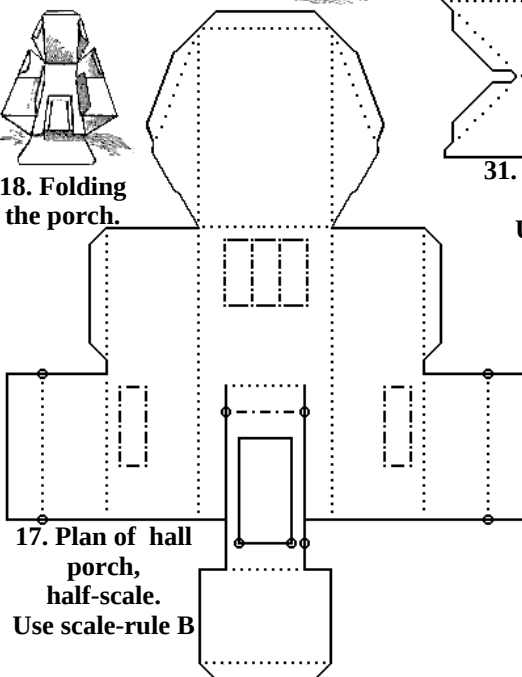 18. Folding
the porch.
31.
17. Plan of hall
porch,
half-scale.
Use scale-rule B